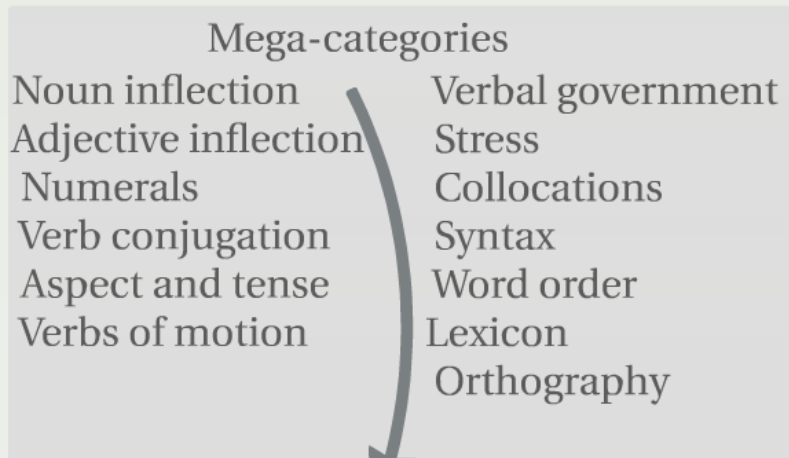 Mega-categories
Noun inflection
Adjective inflection
Numerals
Verb conjugation
Aspect and tense
Verbs of motion
Verbal government
Stress
Collocations
Syntax
Word order
Lexicon
Orthography